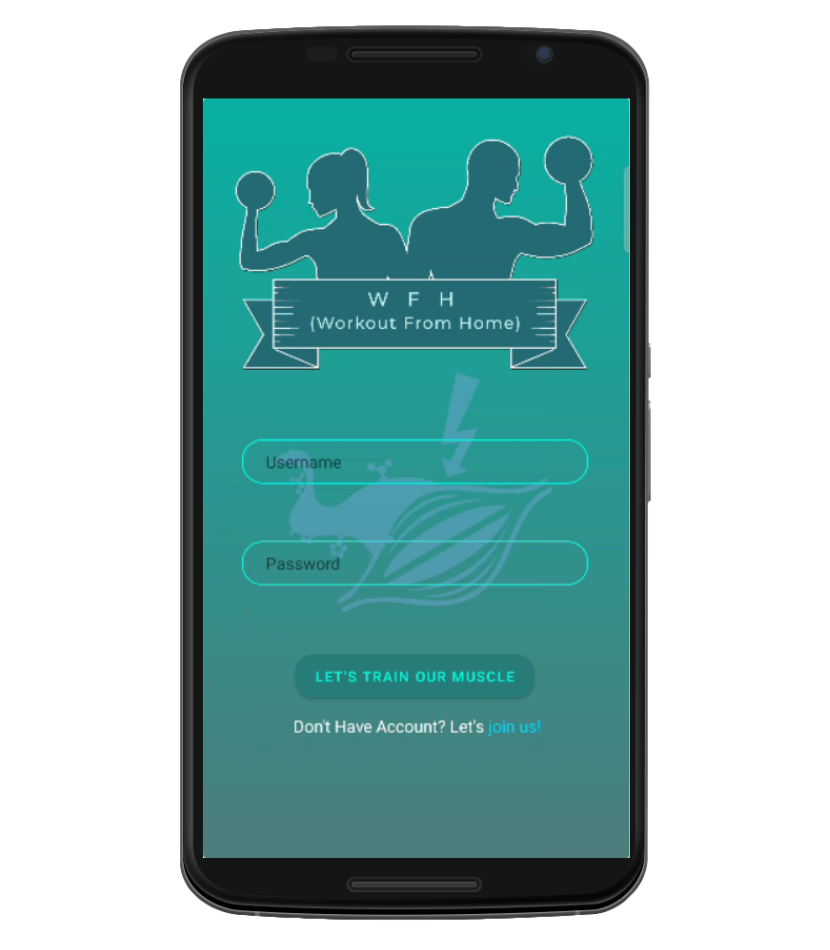 W F H
(Workout From Home)
Username
Password
LET'S TRAIN OUR MUSCLE
Don't Have Account? Let's join us!